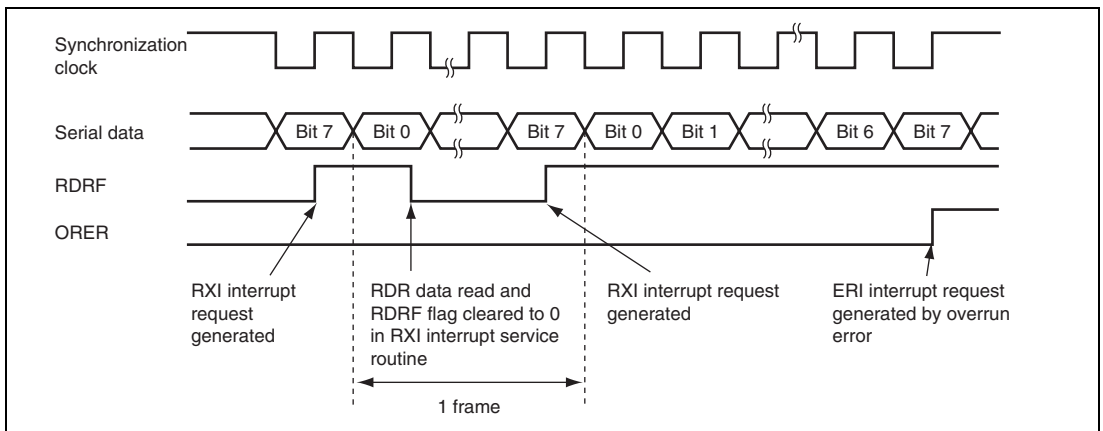 Synchronization
clock
Serial data
Bit 7
Bit 0
Bit 7
Bit 0
Bit 1
Bit 6
Bit 7
RDRF
ORER
RXI interrupt
request
generated
RDR data read and
RDRF flag cleared to 0
in RXI interrupt service
routine
RXI interrupt request
generated
ERI interrupt request
generated by overrun
error
1 frame